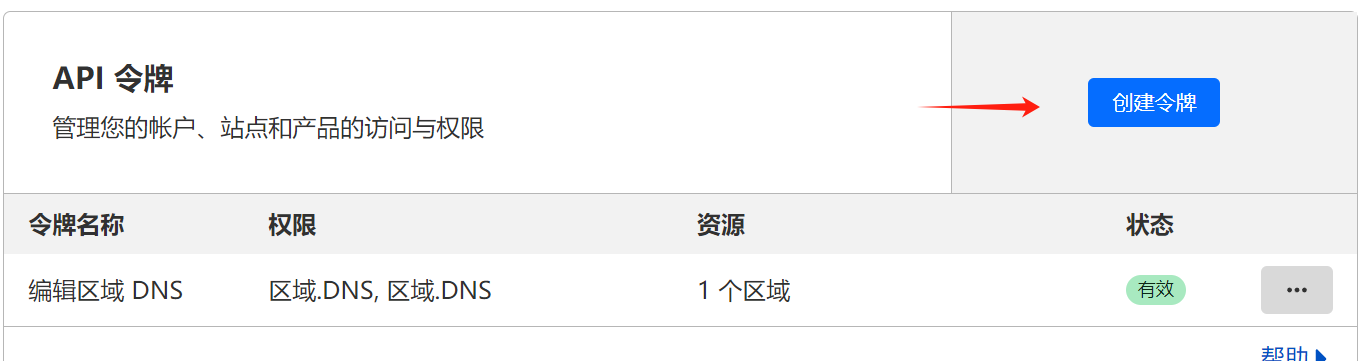 API 令牌
管理您的帐户、站点和产品的访问与权限
创建令牌
令牌名称 权限 资源 状态
编辑区域 DNS 区域.DNS, 区域.DNS 1 个区域 有效 •••
帮助